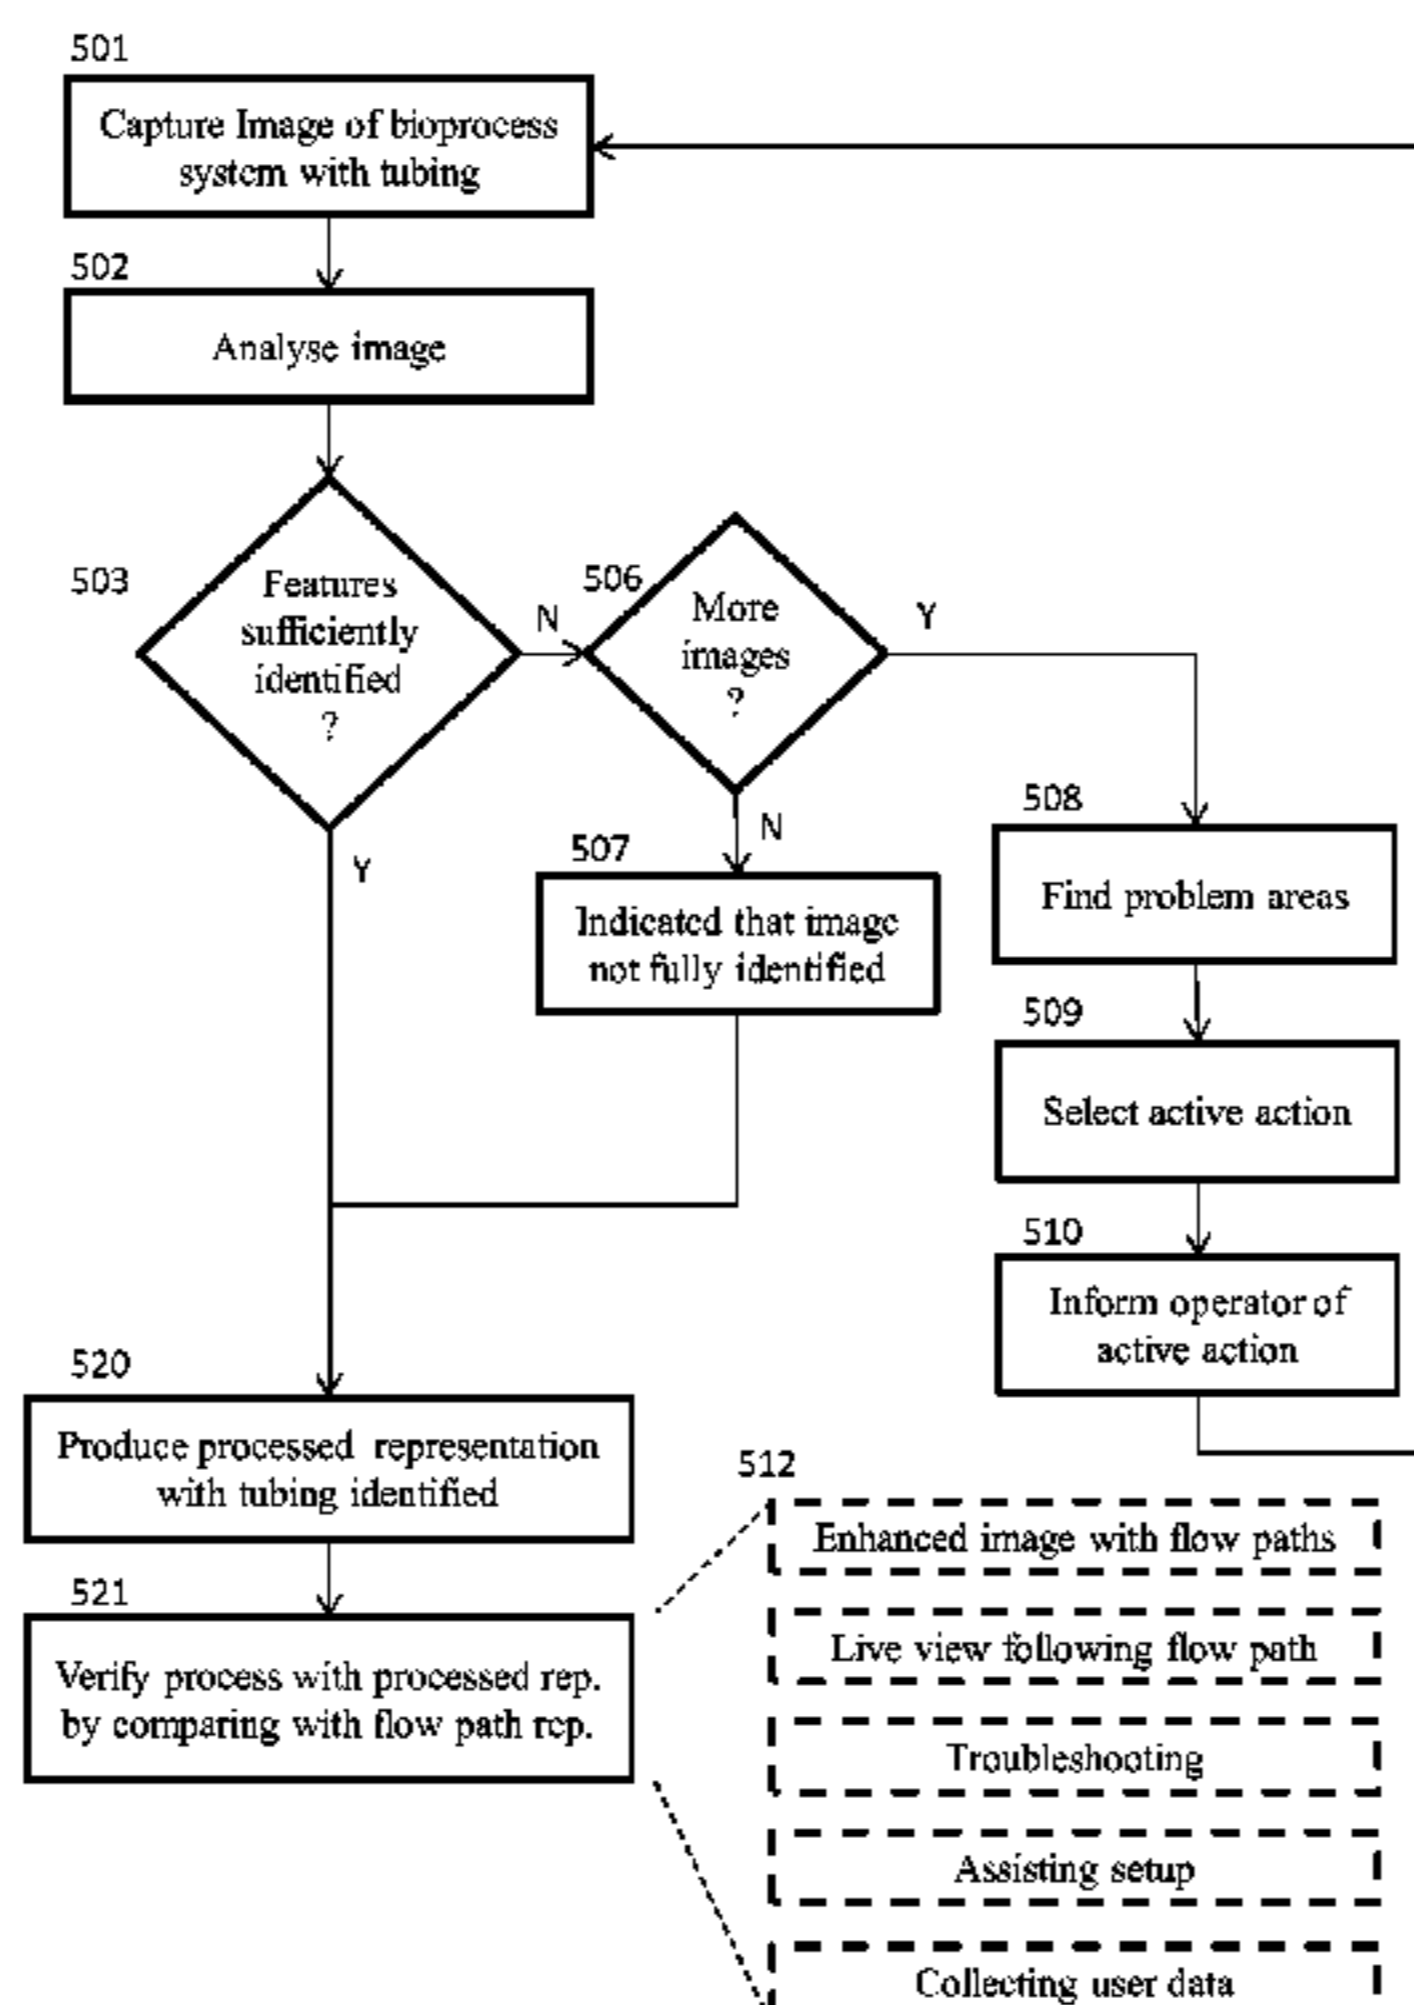 501
Capture Image of bioprocess
system with tubing
502
Analyse image
503
Features
sufficiently
identified
?
N
506
More
images
?
Y
N
Y
507
Indicated that image
not fully identified
508
Find problem areas
509
Select active action
510
Inform operator of
active action
520
Produce processed representation
with tubing identified
521
Verify process with processed rep.
by comparing with flow path rep.
512
Enhanced image with flow paths
Live view following flow path
Troubleshooting
Assisting setup
Collecting user data